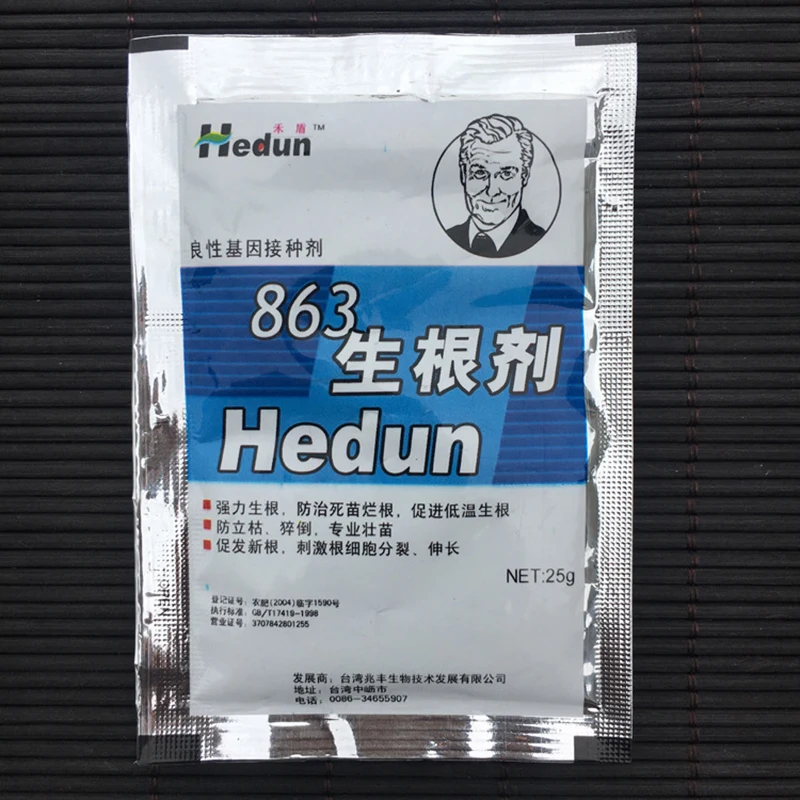 禾盾™
Hedun
良性基因接种剂
863
生根剂
Hedun
强力生根，防治死苗烂根，促进低温生根
防立枯、猝倒，专业壮苗
促发新根，刺激根细胞分裂、伸长
NET:25g
登记证号：农肥(2004)临字1590号
执行标准：GB/T17419-1998
营业证号：3707842801255
发展商：台湾兆丰生物技术发展有限公司
地址：台湾中崂市
电话：0086-34655907